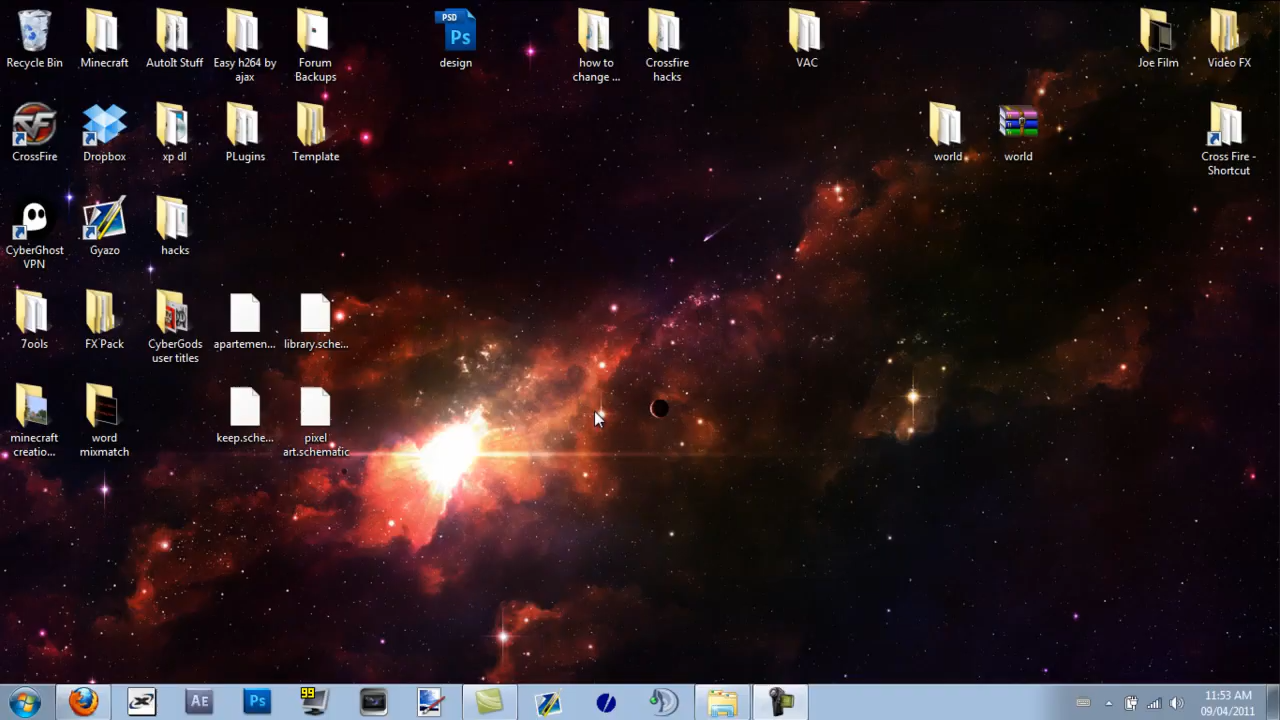 PSD
Ps
Recycle Bin
Minecraft
AutoIt Stuff
Easy h264 by
ajax
Forum
Backups
design
how to
change ...
Crossfire
hacks
VAC
Joe Film
Video FX
CrossFire
Dropbox
xp dl
PLugins
Template
world
world
Cross Fire -
Shortcut
CyberGhost
VPN
Gyazo
hacks
7ools
FX Pack
CyberGods
user titles
apartemen...
library.sche...
minecraft
creatio...
word
mixmatch
keep.sche...
pixel
art.schematic
Ae
Ps
99
11:53 AM
09/04/2011